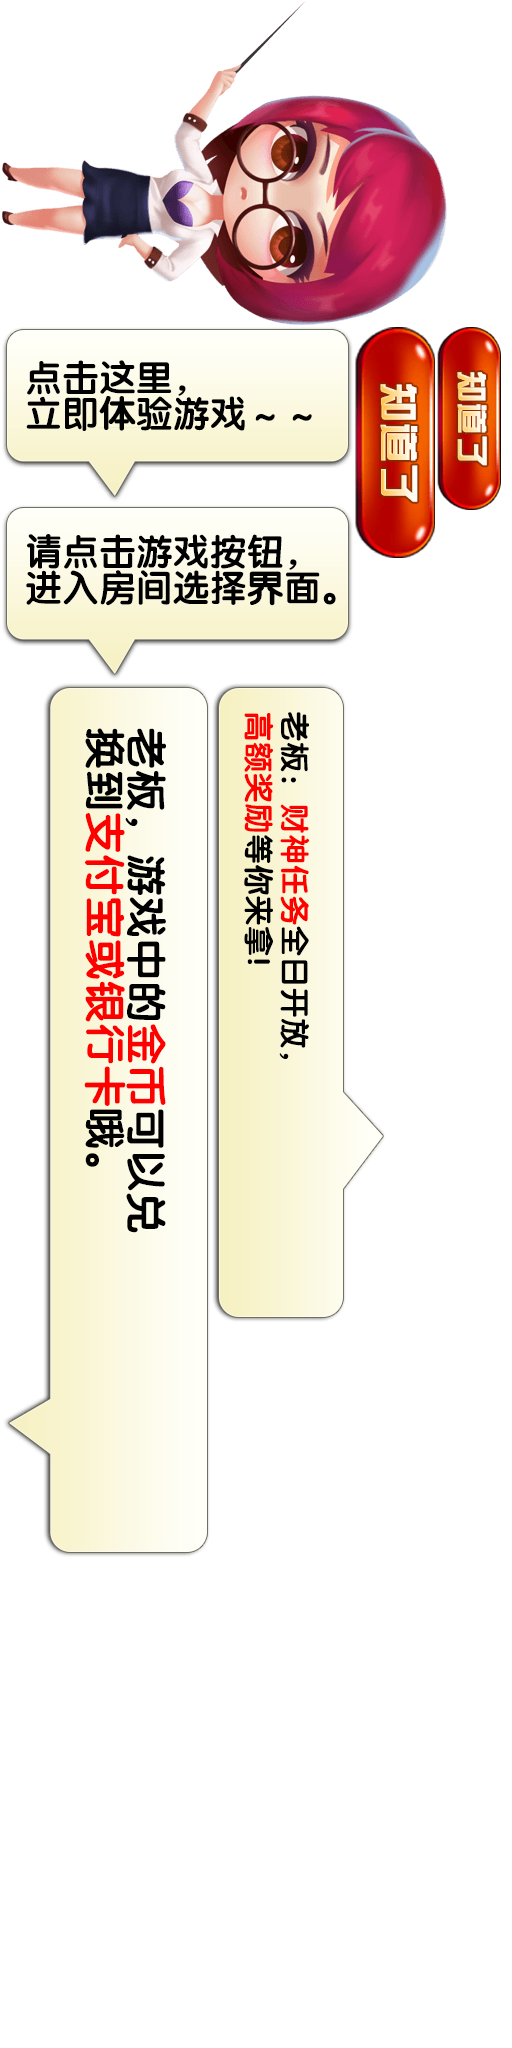 知道了
知道了
点击这里，
立即体验游戏~ ~
请点击游戏按钮，
进入房间选择界面。
老板：财神任务全日开放，
高额奖励等你来拿！
老板，游戏中的金币可以兑
换到支付宝或银行卡哦。